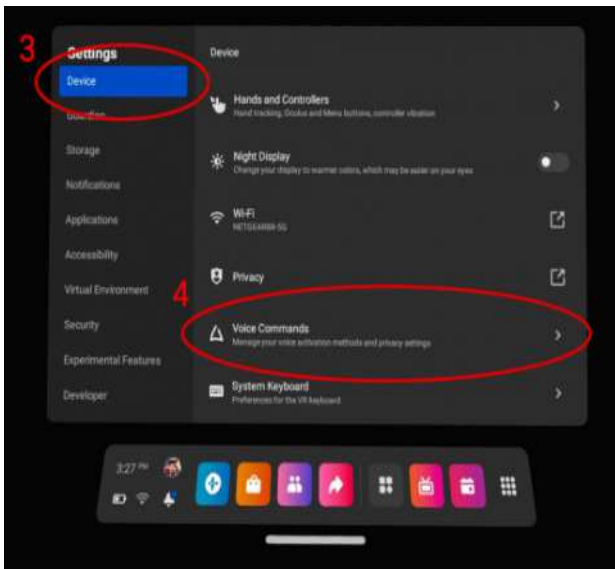 3
Settings
Device
Guardian
Storage
Notifications
Applications
Accessibility
Virtual Environment
Security
Experimental Features
Developer
Device
Hands and Controllers
Hand tracking, Oculus and Menu buttons, controller vibration
Night Display
Change your display to warmer colors, which may be easier on your eyes
Wi-Fi
NETGEAR88-5G
Privacy
4
Voice Commands
Manage your voice activation methods and privacy settings
System Keyboard
Preferences for the VR keyboard
3:27 PM